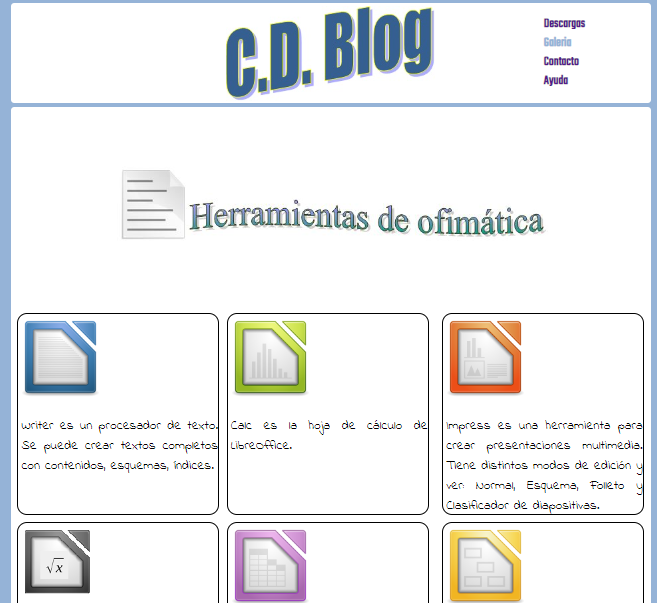 C.D. Blog
Descargas
Galeria
Contacto
Ayuda
Herramientas de ofimática
Writer es un procesador de texto.
Se puede crear textos completos
con contenidos, esquemas, índices.
Calc es la hoja de cálculo de
LibreOffice.
Impress es una herramienta para
crear presentaciones multimedia.
Tiene distintos modos de edición y
ver: Normal, Esquema, Folleto y
Clasificador de diapositivas.
√x